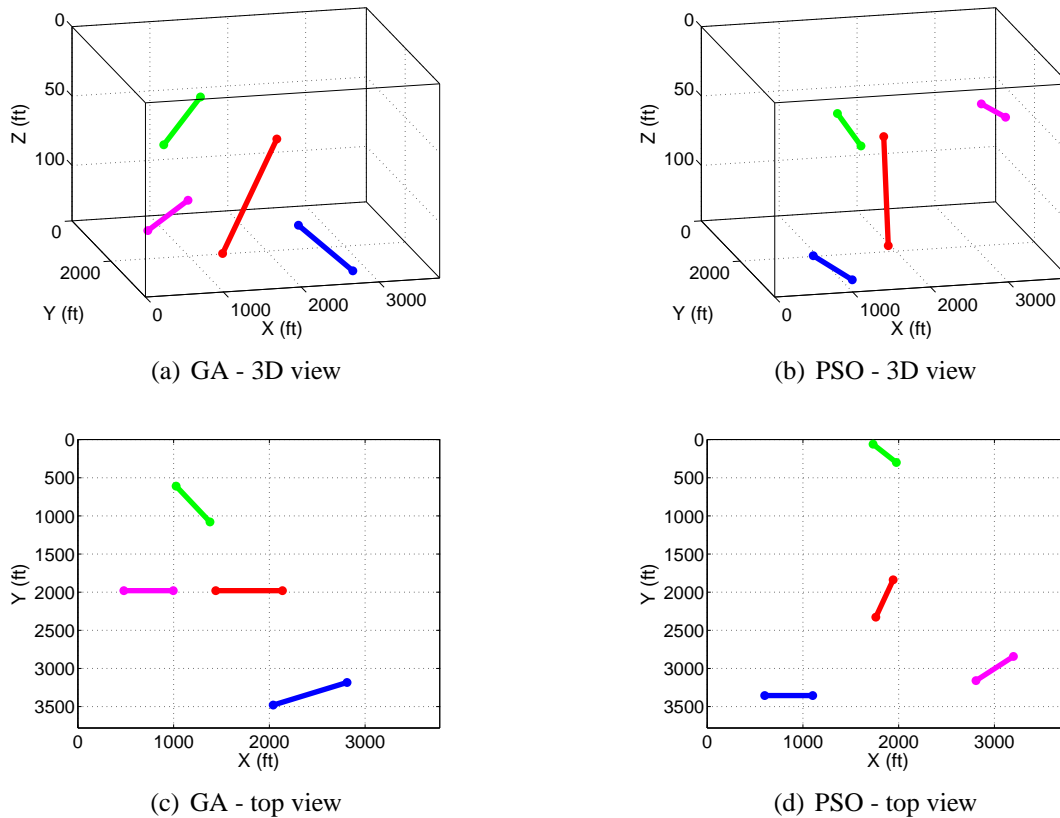 0
50
100
Z (ft)
0
2000
Y (ft)
0
1000
2000
3000
X (ft)
(a) GA - 3D view
0
50
100
Z (ft)
0
2000
Y (ft)
0
1000
2000
3000
X (ft)
(b) PSO - 3D view
0
500
1000
1500
2000
2500
3000
3500
Y (ft)
0 1000 2000 3000
X (ft)
(c) GA - top view
0
500
1000
1500
2000
2500
3000
3500
Y (ft)
0 1000 2000 3000
X (ft)
(d) PSO - top view